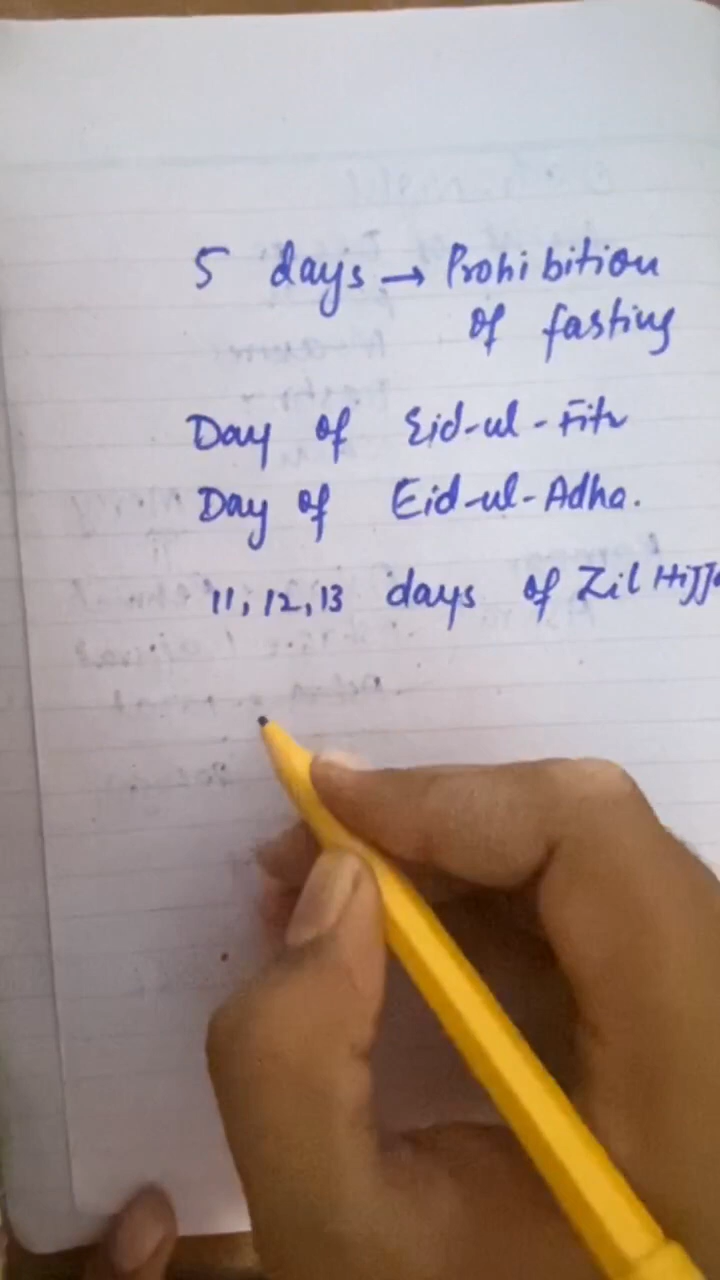 5 days → Prohibition
of fasting
Day of Eid-ul-Fitr
Day of Eid-ul-Adha.
11, 12, 13 days of Zil Hijja